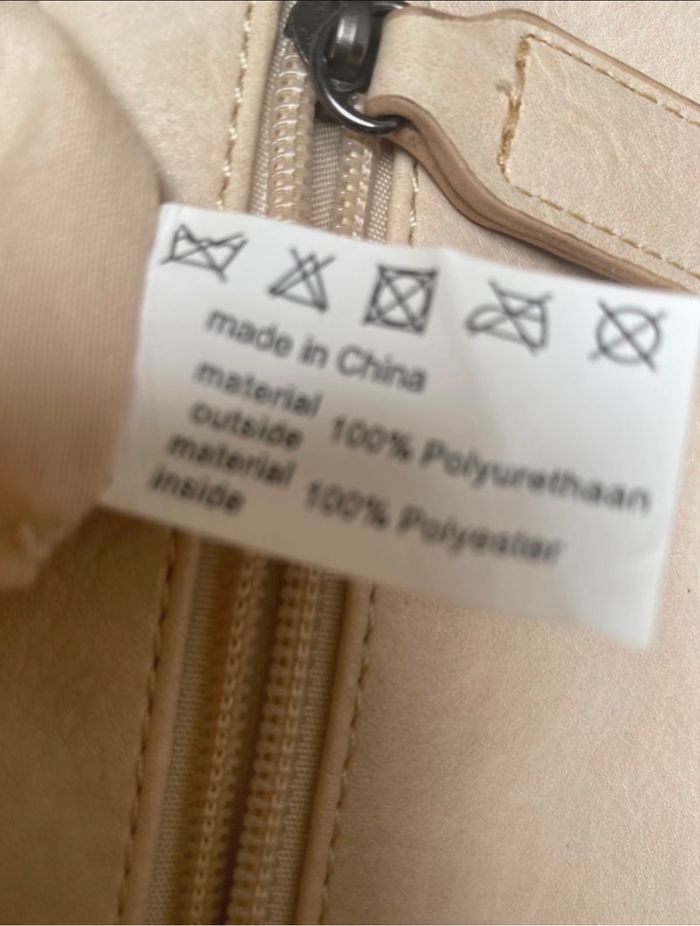 made in China
material
outside 100% Polyurethaan
material
inside 100% Polyester